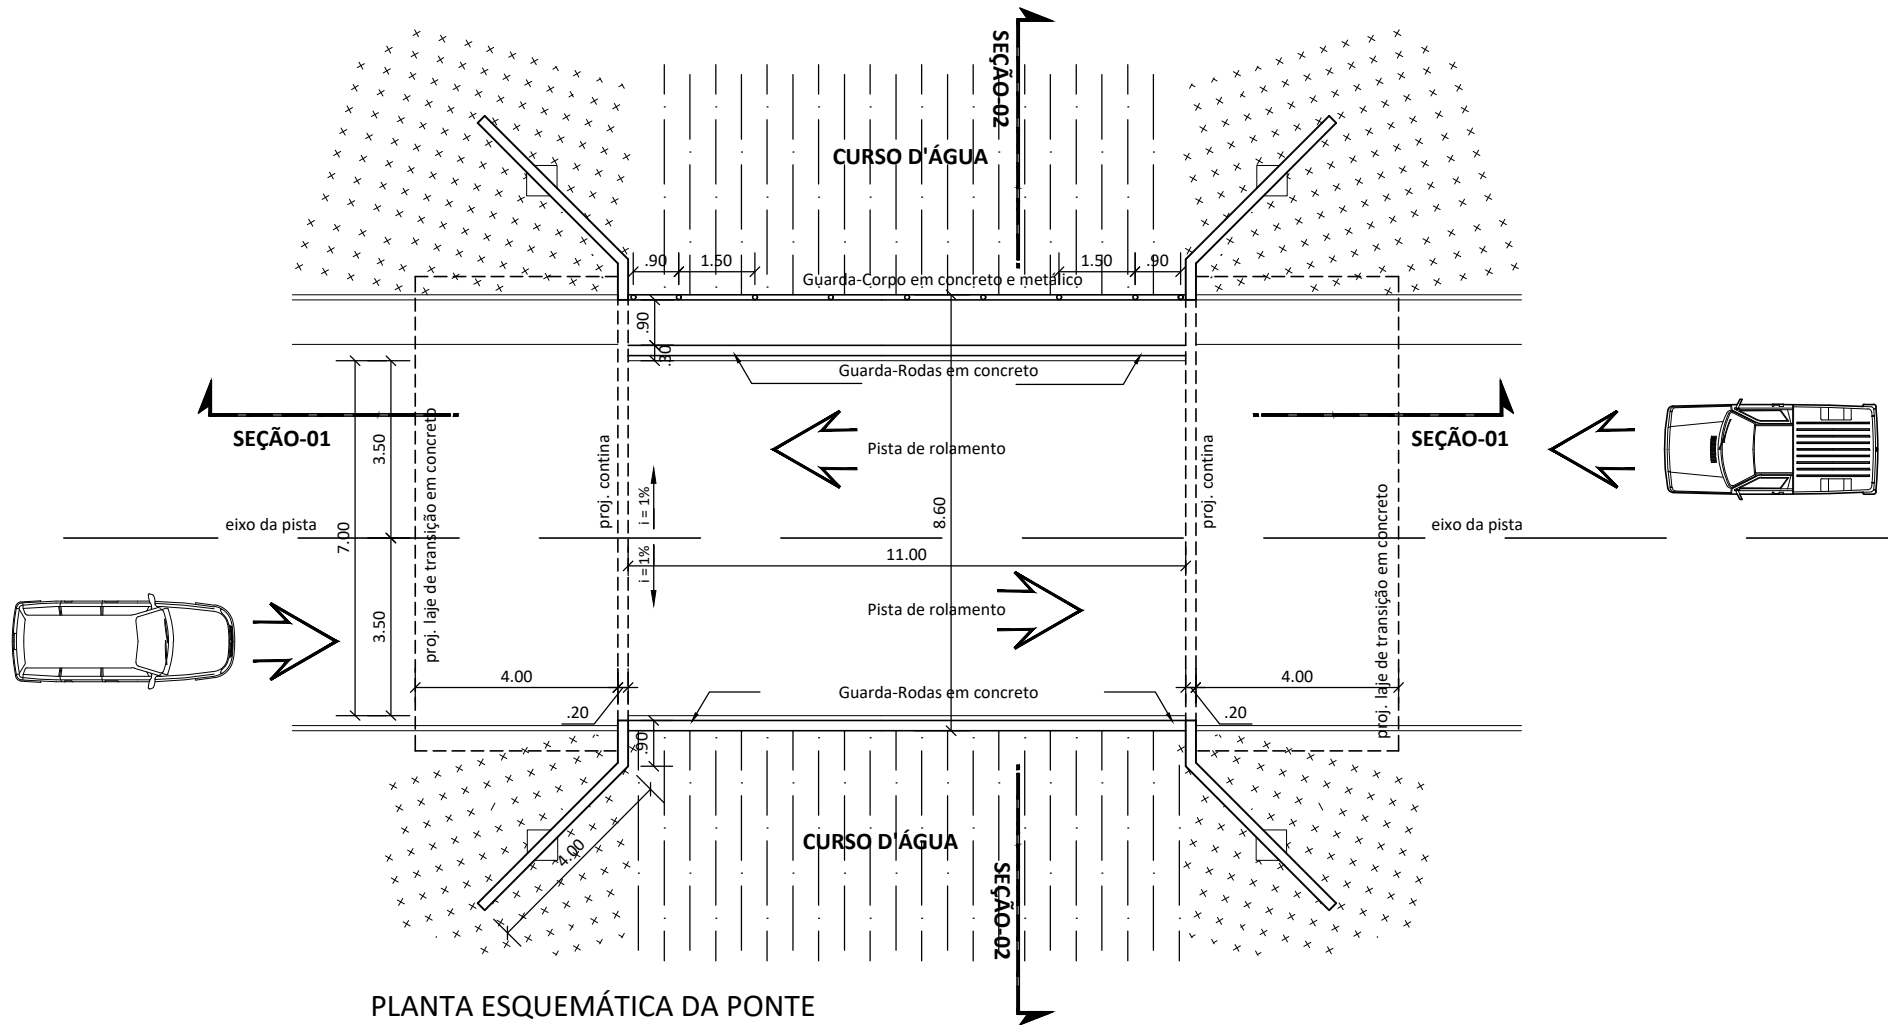 SEÇÃO-02
CURSO D'ÁGUA
.90
1.50
1.50
.90
Guarda-Corpo em concreto e metálico
.90
.30
Guarda-Rodas em concreto
SEÇÃO-01
SEÇÃO-01
3.50
proj. laje de transição em concreto
proj. contina
Pista de rolamento
proj. contina
i = 1%
8.60
eixo da pista
eixo da pista
7.00
11.00
i = 1%
Pista de rolamento
3.50
proj. laje de transição em concreto
4.00
Guarda-Rodas em concreto
4.00
.20
.20
.90
4.00
CURSO D'ÁGUA
SEÇÃO-02
PLANTA ESQUEMÁTICA DA PONTE